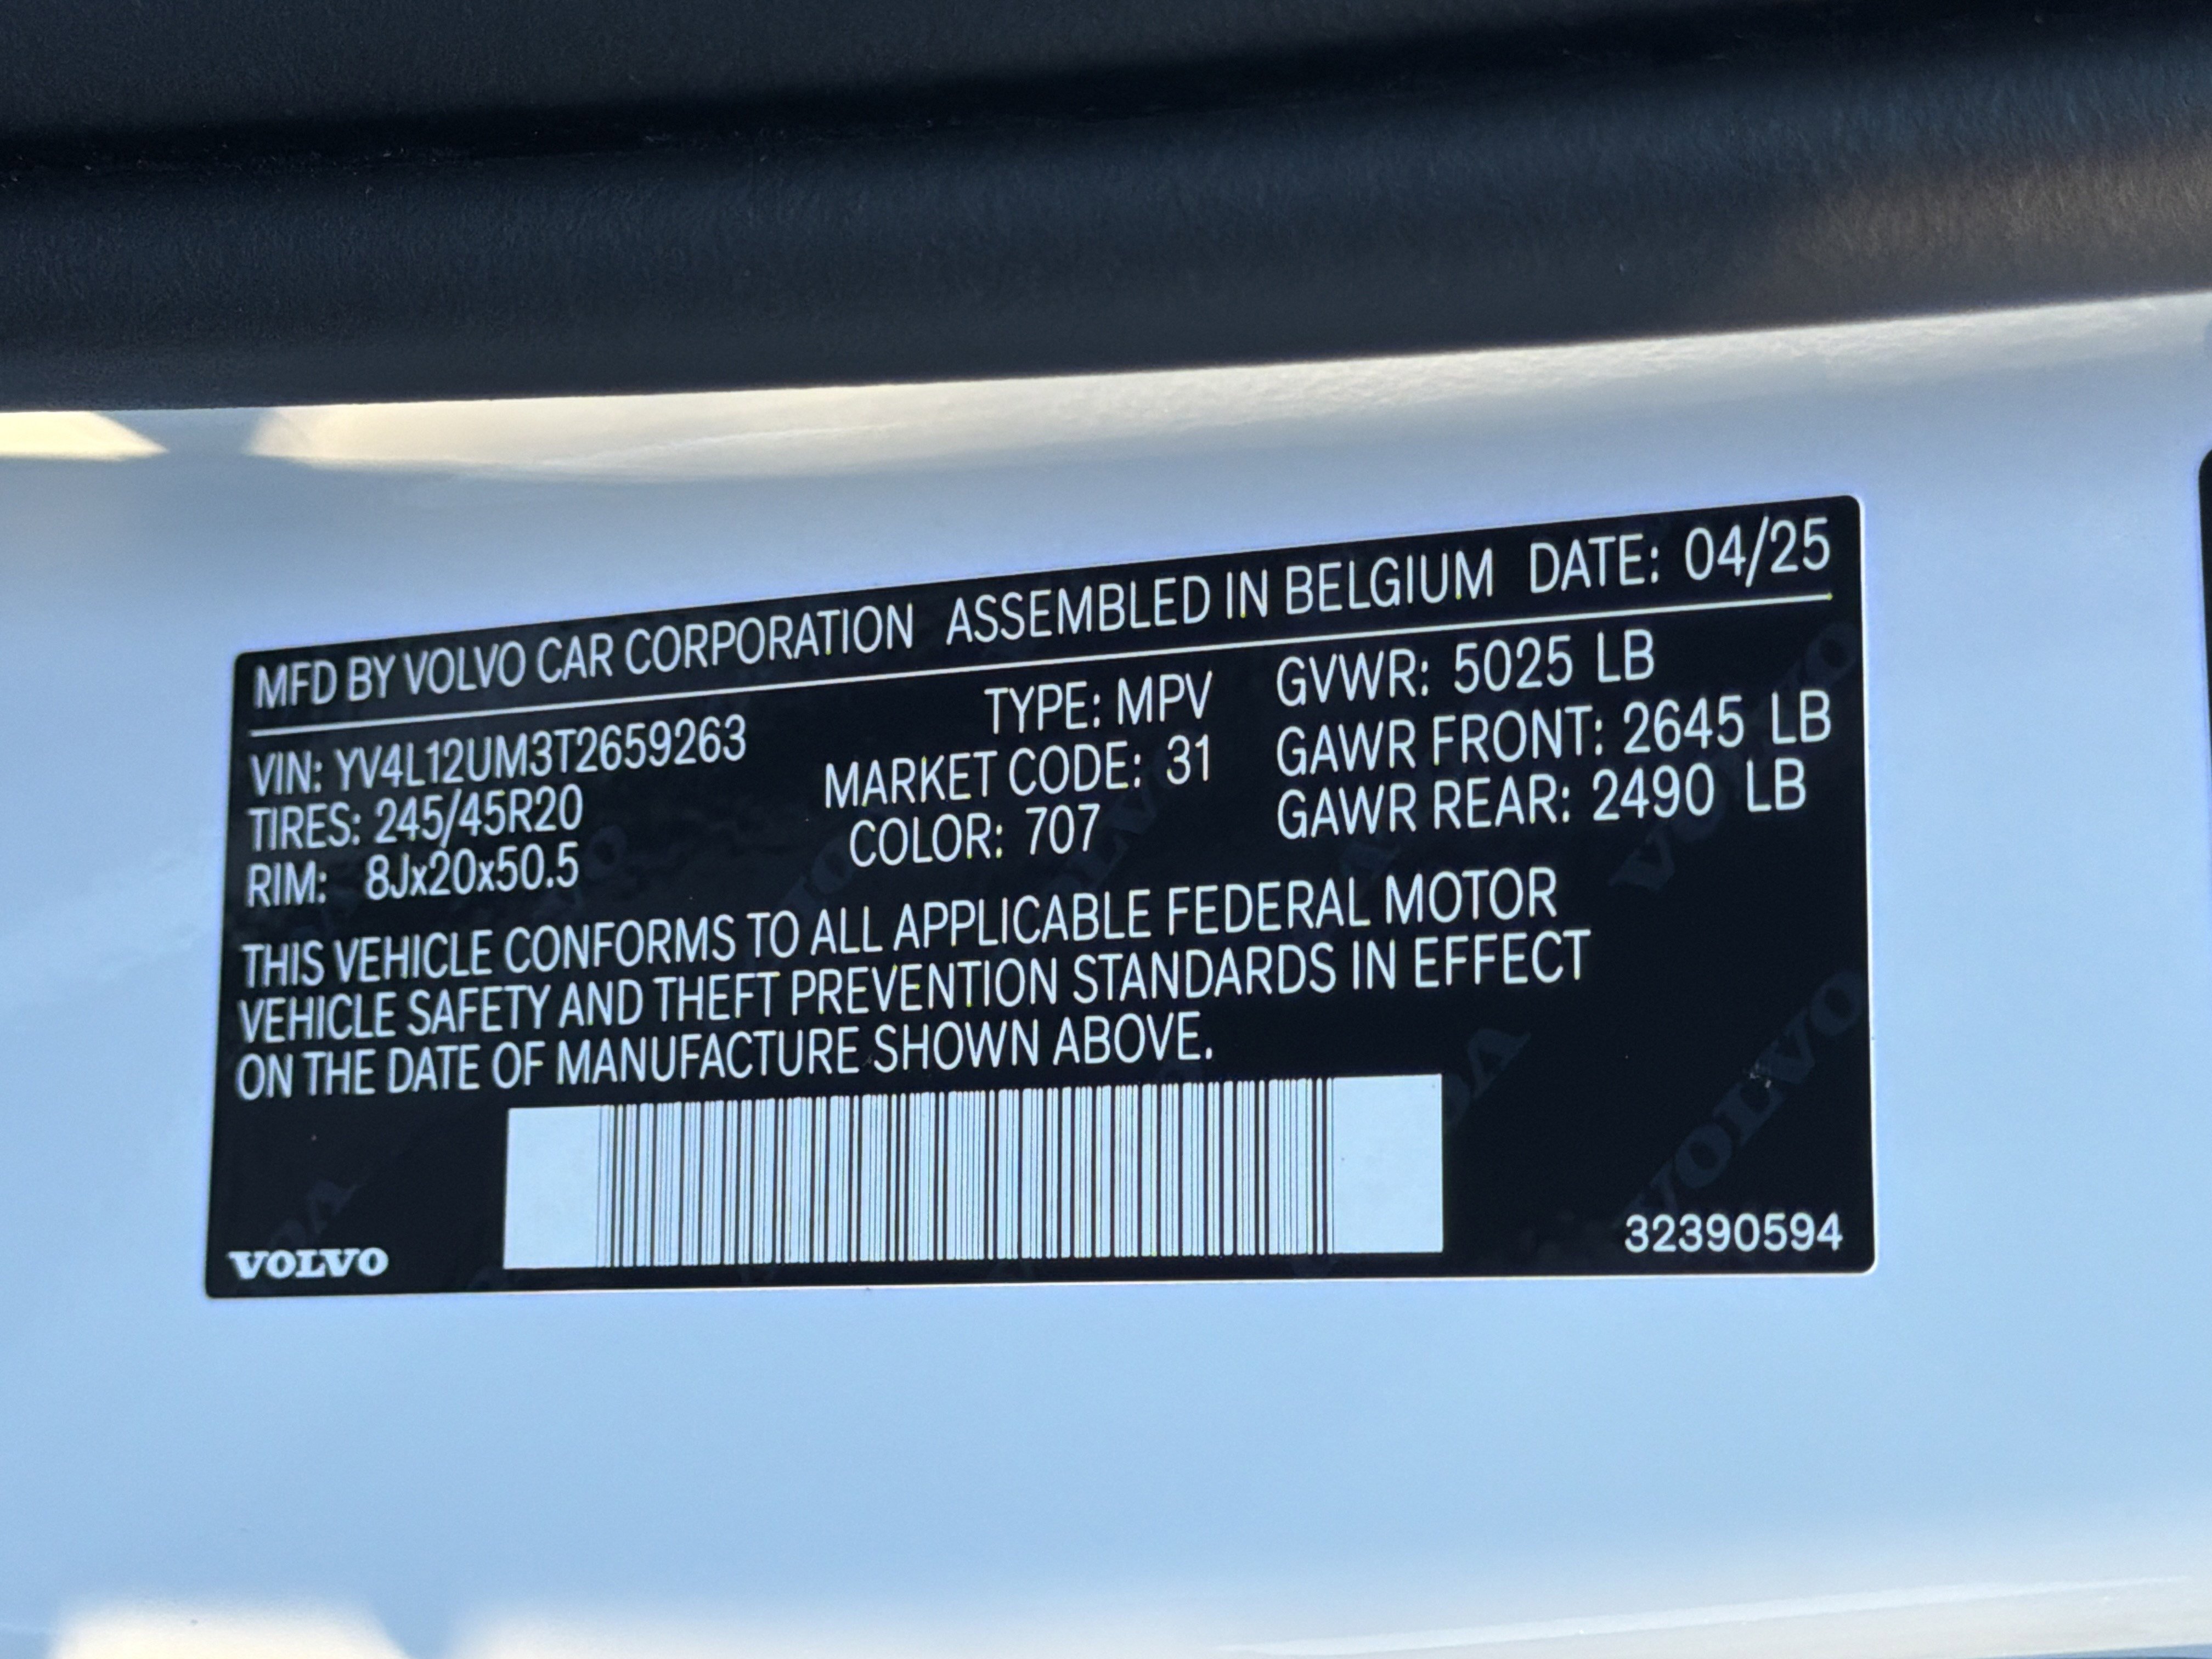 MFD BY VOLVO CAR CORPORATION ASSEMBLED IN BELGIUM DATE: 04/25
VIN: YV4L12UM3T2659263 TYPE: MPV GVWR: 5025 LB
TIRES: 245/45R20 MARKET CODE: 31 GAWR FRONT: 2645 LB
RIM: 8Jx20x50.5 COLOR: 707 GAWR REAR: 2490 LB
THIS VEHICLE CONFORMS TO ALL APPLICABLE FEDERAL MOTOR
VEHICLE SAFETY AND THEFT PREVENTION STANDARDS IN EFFECT
ON THE DATE OF MANUFACTURE SHOWN ABOVE.
VOLVO 32390594